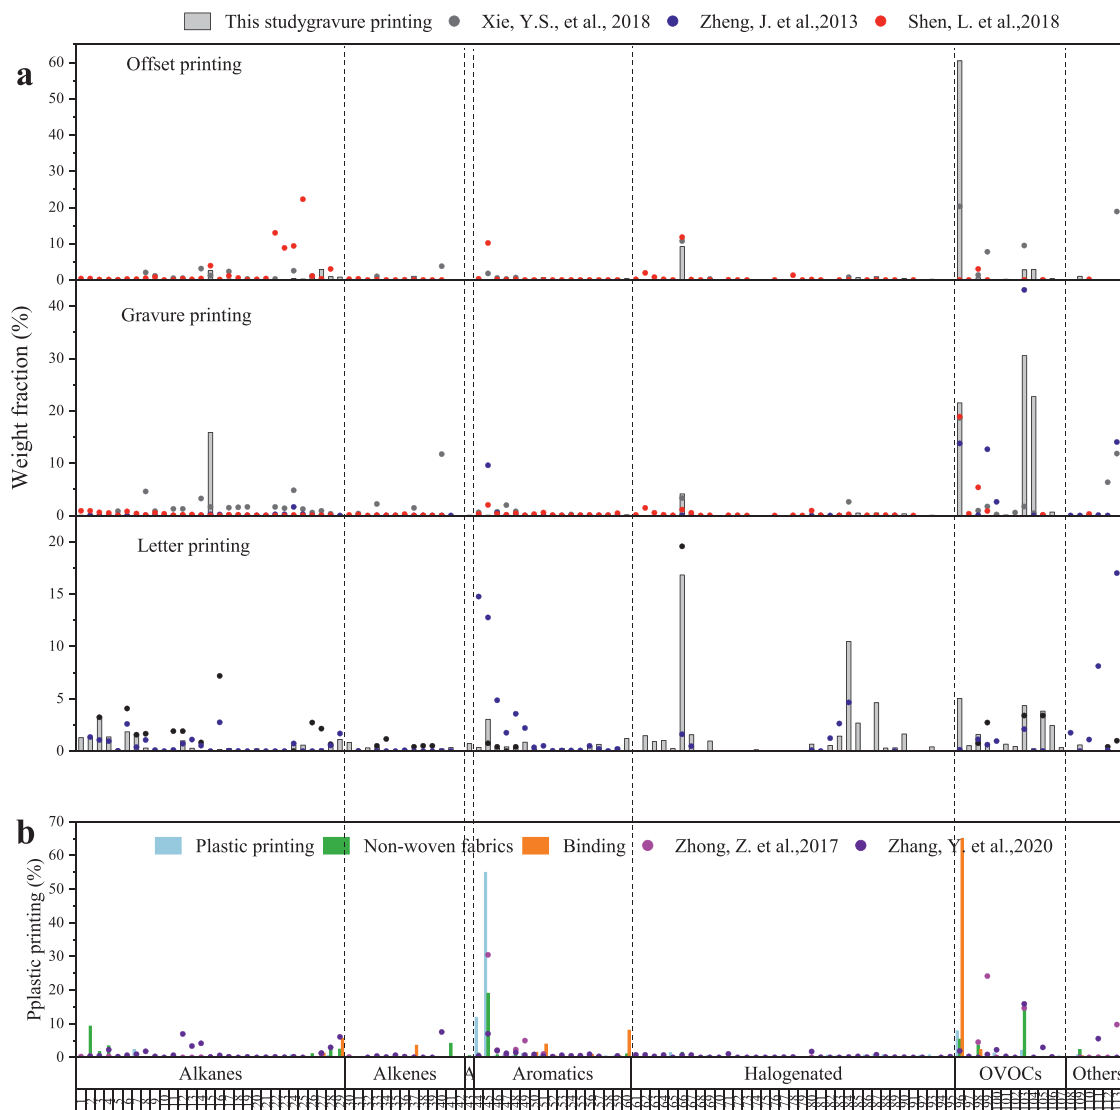 This studygravure printing Xie, Y.S., et al., 2018 Zheng, J. et al.,2013 Shen, L. et al.,2018
a
Offset printing
60
50
40
30
20
10
0
Gravure printing
40
30
20
10
0
Letter printing
20
15
10
5
0
Weight fraction (%)
b
70
60
50
40
30
20
10
0
Pplastic printing (%)
Plastic printing Non-woven fabrics Binding Zhong, Z. et al.,2017 Zhang, Y. et al.,2020
Alkanes Alkenes A Aromatics Halogenated OVOCs Others